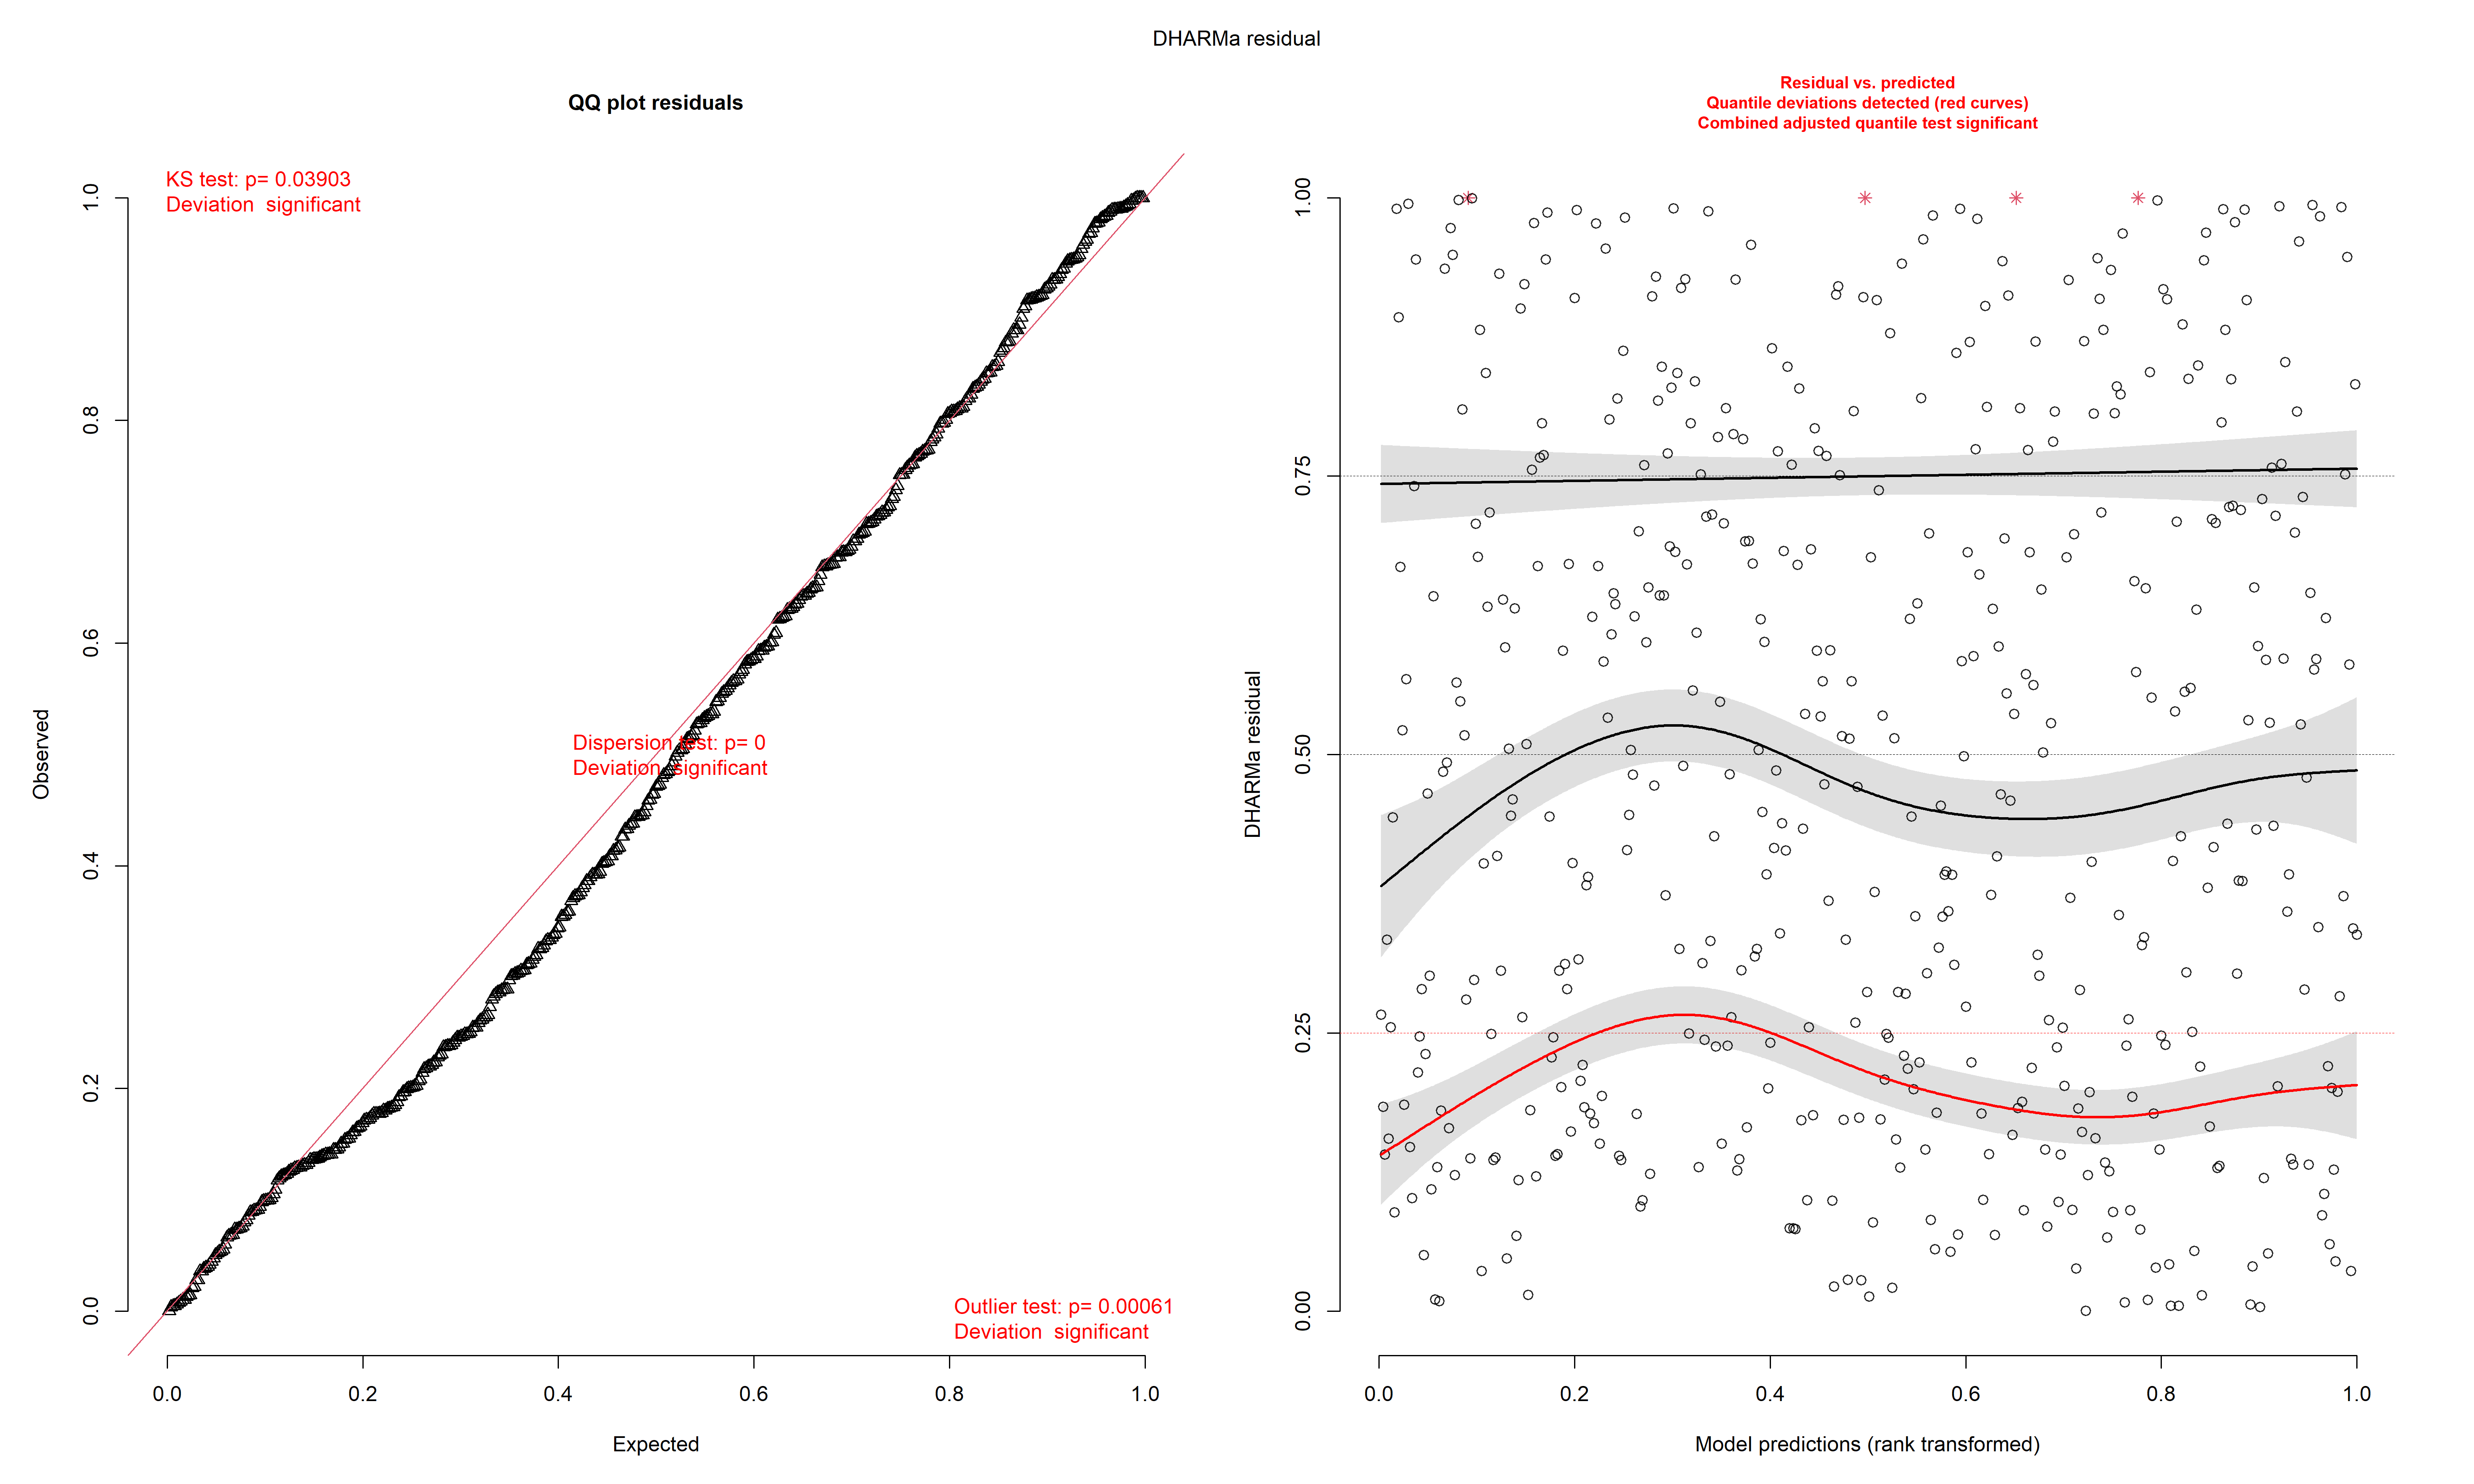 DHARMa residual
QQ plot residuals
KS test: p= 0.03903
Deviation  significant
Dispersion test: p= 0
Deviation  significant
Outlier test: p= 0.00061
Deviation  significant
Observed
1.0
0.8
0.6
0.4
0.2
0.0
0.0 0.2 0.4 0.6 0.8 1.0
Expected
Residual vs. predicted
Quantile deviations detected (red curves)
Combined adjusted quantile test significant
DHARMa residual
1.00
0.75
0.50
0.25
0.00
0.0 0.2 0.4 0.6 0.8 1.0
Model predictions (rank transformed)